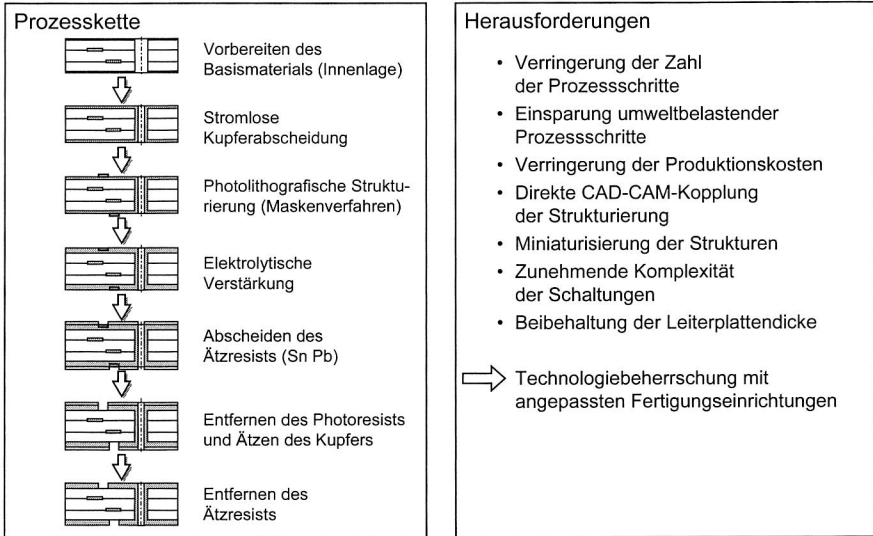 Prozesskette
Vorbereiten des
Basismaterials (Innenlage)
Stromlose
Kupferabscheidung
Photolithografische Struktu-
rierung (Maskenverfahren)
Elektrolytische
Verstärkung
Abscheiden des
Ätzresists (Sn Pb)
Entfernen des Photoresists
und Ätzen des Kupfers
Entfernen des
Ätzresists
Herausforderungen
• Verringerung der Zahl
der Prozessschritte
• Einsparung umweltbelastender
Prozessschritte
• Verringerung der Produktionskosten
• Direkte CAD-CAM-Kopplung
der Strukturierung
• Miniaturisierung der Strukturen
• Zunehmende Komplexität
der Schaltungen
• Beibehaltung der Leiterplattendicke
Technologiebeherrschung mit
angepassten Fertigungseinrichtungen